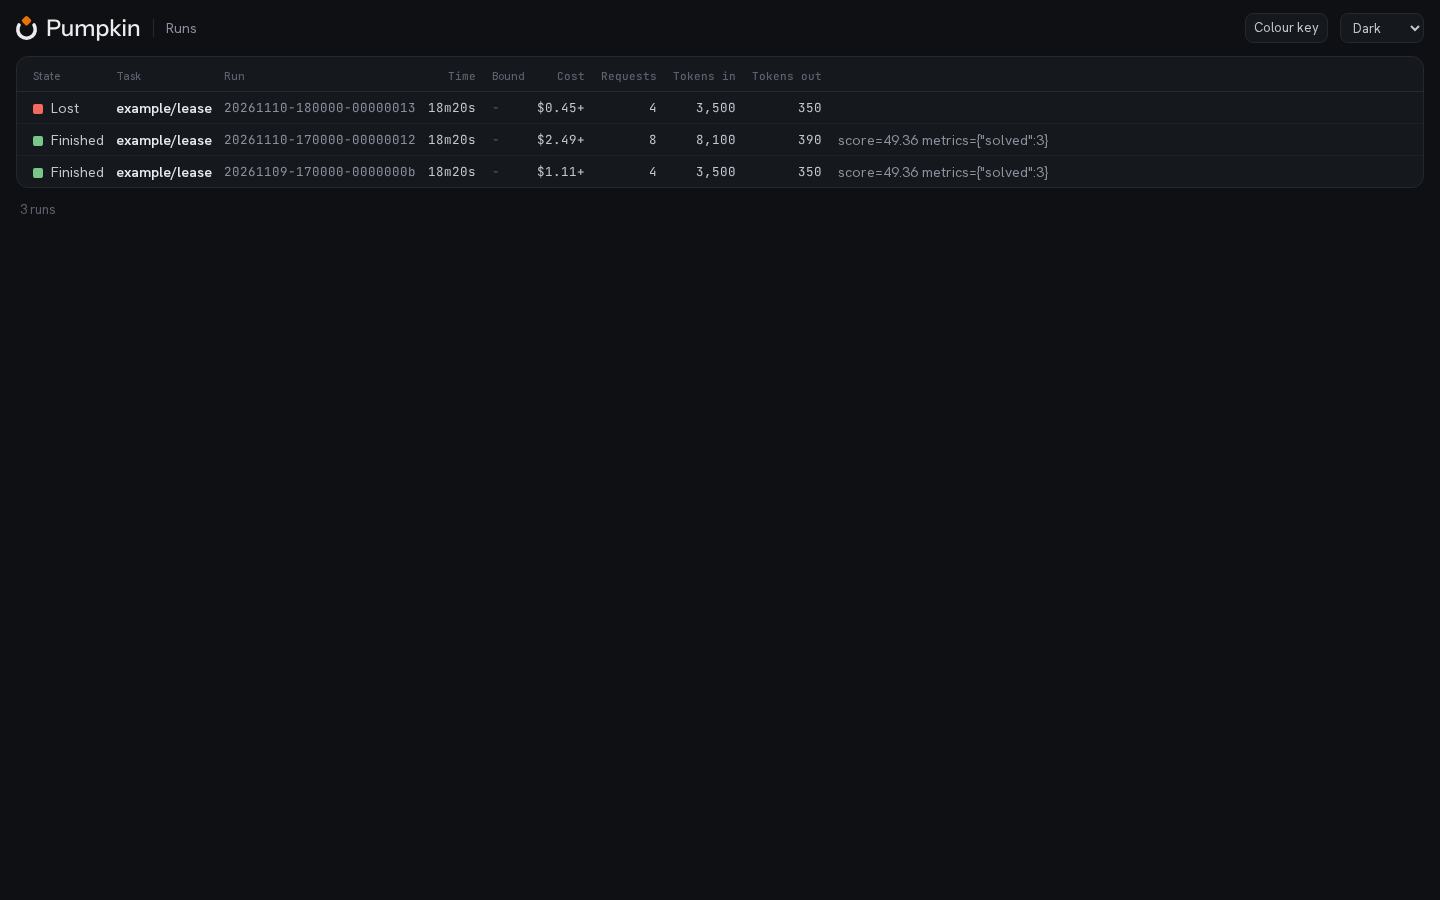 Pumpkin Runs Colour key Dark
State Task Run Time Bound Cost Requests Tokens in Tokens out
Lost example/lease 20261110-180000-00000013 18m20s - $0.45+ 4 3,500 350
Finished example/lease 20261110-170000-00000012 18m20s - $2.49+ 8 8,100 390 score=49.36 metrics={"solved":3}
Finished example/lease 20261109-170000-0000000b 18m20s - $1.11+ 4 3,500 350 score=49.36 metrics={"solved":3}
3 runs